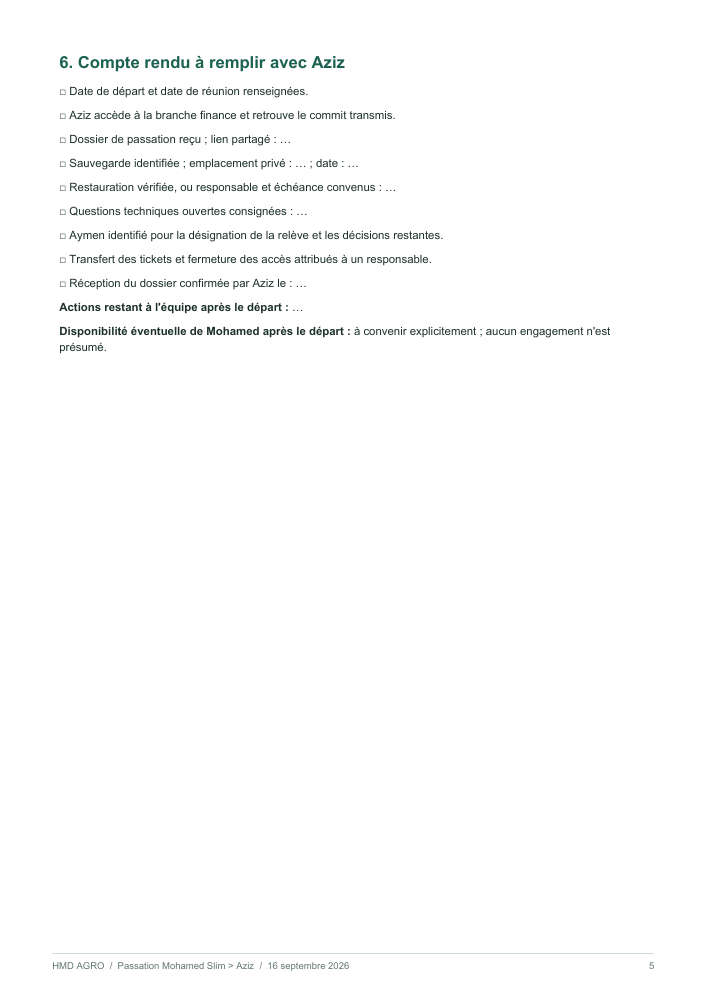 6. Compte rendu à remplir avec Aziz
□ Date de départ et date de réunion renseignées.
□ Aziz accède à la branche finance et retrouve le commit transmis.
□ Dossier de passation reçu ; lien partagé : …
□ Sauvegarde identifiée ; emplacement privé : … ; date : …
□ Restauration vérifiée, ou responsable et échéance convenus : …
□ Questions techniques ouvertes consignées : …
□ Aymen identifié pour la désignation de la relève et les décisions restantes.
□ Transfert des tickets et fermeture des accès attribués à un responsable.
□ Réception du dossier confirmée par Aziz le : …
Actions restant à l'équipe après le départ : …
Disponibilité éventuelle de Mohamed après le départ : à convenir explicitement ; aucun engagement n'est
présumé.
HMD AGRO / Passation Mohamed Slim > Aziz / 16 septembre 2026 5